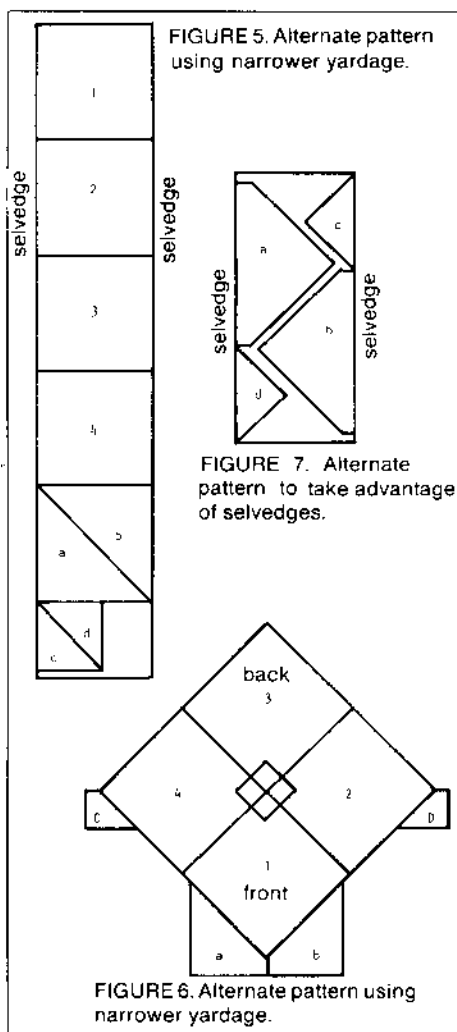 FIGURE 5. Alternate pattern
using narrower yardage.
1
2
selvedge
selvedge
3
4
a
b
c
d
a
c
b
d
selvedge
selvedge
FIGURE 7. Alternate
pattern to take advantage
of selvedges.
back
3
4
2
C
D
1
front
a
b
FIGURE 6. Alternate pattern using
narrower yardage.